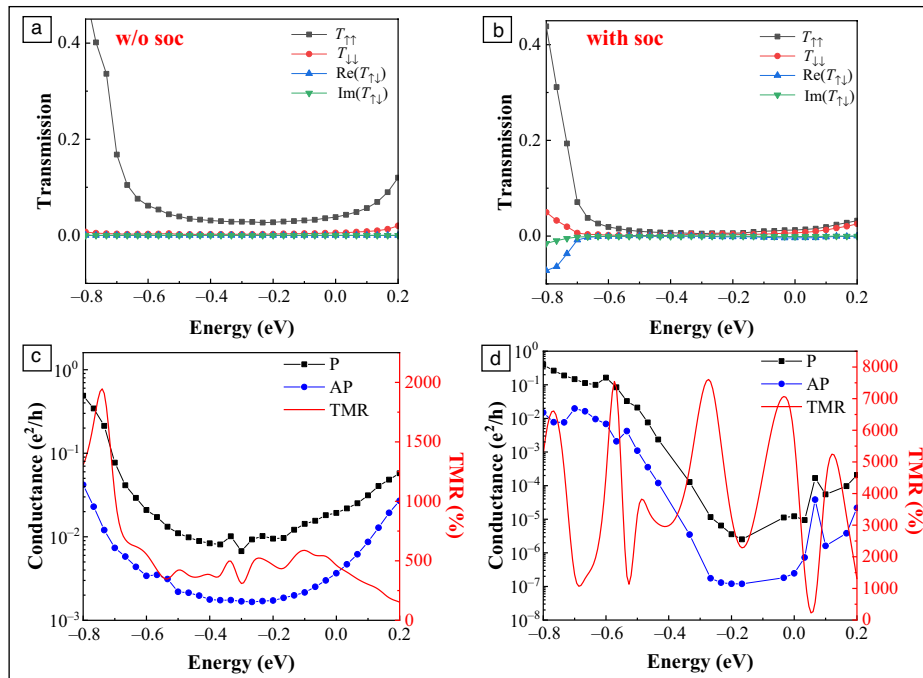 a
w/o soc
T↑↑
T↓↓
Re(T↑↓)
Im(T↑↓)
0.4
0.2
0.0
Transmission
−0.8 −0.6 −0.4 −0.2 0.0 0.2
Energy (eV)
b
with soc
T↑↑
T↓↓
Re(T↑↓)
Im(T↑↓)
0.4
0.2
0.0
Transmission
−0.8 −0.6 −0.4 −0.2 0.0 0.2
Energy (eV)
c
P
AP
TMR
10⁰
10⁻¹
10⁻²
10⁻³
Conductance (e²/h)
2000
1500
1000
500
0
TMR (%)
−0.8 −0.6 −0.4 −0.2 0.0 0.2
Energy (eV)
d
P
AP
TMR
10⁰
10⁻¹
10⁻²
10⁻³
10⁻⁴
10⁻⁵
10⁻⁶
10⁻⁷
10⁻⁸
Conductance (e²/h)
8000
7000
6000
5000
4000
3000
2000
1000
0
TMR (%)
−0.8 −0.6 −0.4 −0.2 0.0 0.2
Energy (eV)